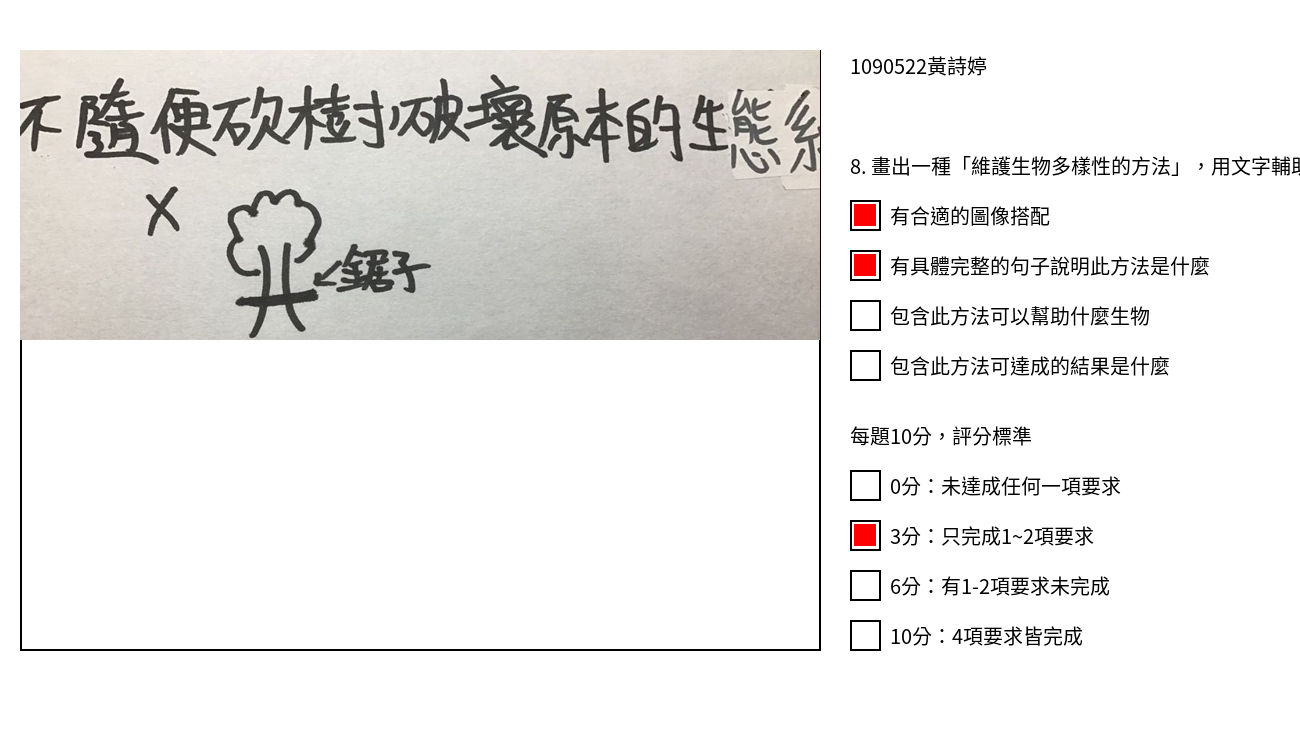 不隨便砍樹破壞原本的生態系
X
←鋸子
1090522黃詩婷
8. 畫出一種「維護生物多樣性的方法」，用文字輔助
有合適的圖像搭配
有具體完整的句子說明此方法是什麼
包含此方法可以幫助什麼生物
包含此方法可達成的結果是什麼
每題10分，評分標準
0分：未達成任何一項要求
3分：只完成1~2項要求
6分：有1-2項要求未完成
10分：4項要求皆完成